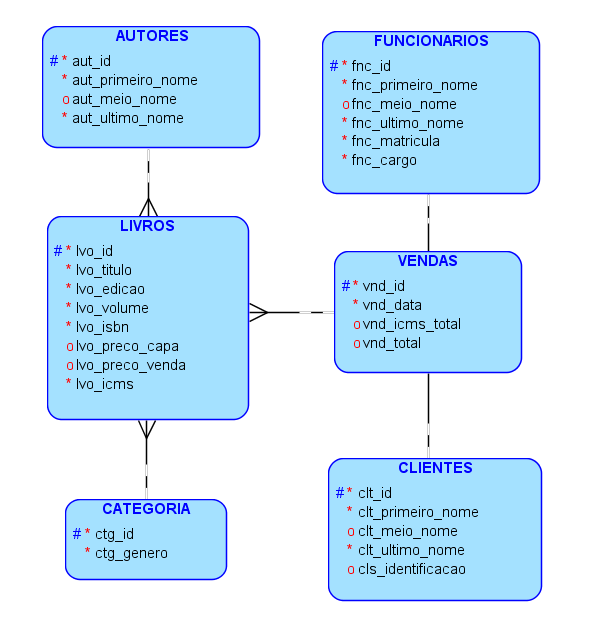 AUTORES
# * aut_id
* aut_primeiro_nome
o aut_meio_nome
* aut_ultimo_nome
FUNCIONARIOS
# * fnc_id
* fnc_primeiro_nome
o fnc_meio_nome
* fnc_ultimo_nome
* fnc_matricula
* fnc_cargo
LIVROS
# * lvo_id
* lvo_titulo
* lvo_edicao
* lvo_volume
* lvo_isbn
o lvo_preco_capa
o lvo_preco_venda
* lvo_icms
VENDAS
# * vnd_id
* vnd_data
o vnd_icms_total
o vnd_total
CATEGORIA
# * ctg_id
* ctg_genero
CLIENTES
# * clt_id
* clt_primeiro_nome
o clt_meio_nome
* clt_ultimo_nome
o cls_identificacao